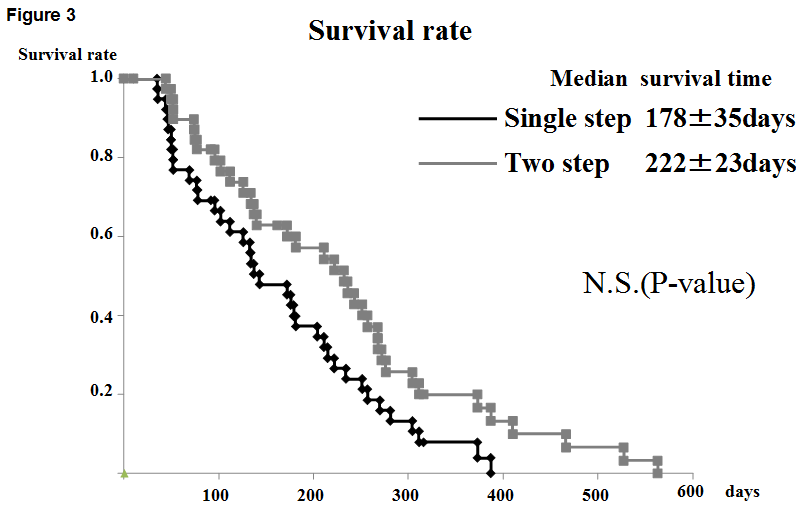 Figure 3
Survival rate
Survival rate
Median survival time
Single step 178±35days
Two step 222±23days
N.S.(P-value)
1.0
0.8
0.6
0.4
0.2
100 200 300 400 500 600 days